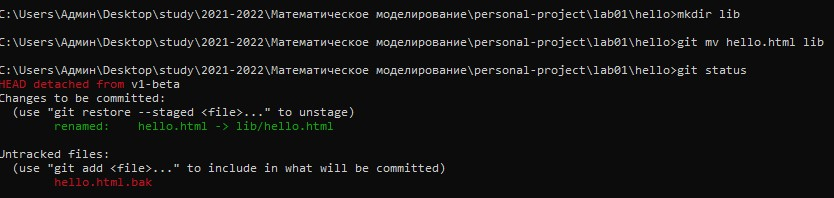 C:\Users\Админ\Desktop\study\2021-2022\Математическое моделирование\personal-project\lab01\hello>mkdir lib
C:\Users\Админ\Desktop\study\2021-2022\Математическое моделирование\personal-project\lab01\hello>git mv hello.html lib
C:\Users\Админ\Desktop\study\2021-2022\Математическое моделирование\personal-project\lab01\hello>git status
HEAD detached from v1-beta
Changes to be committed:
  (use "git restore --staged <file>..." to unstage)
        renamed:    hello.html -> lib/hello.html
Untracked files:
  (use "git add <file>..." to include in what will be committed)
        hello.html.bak